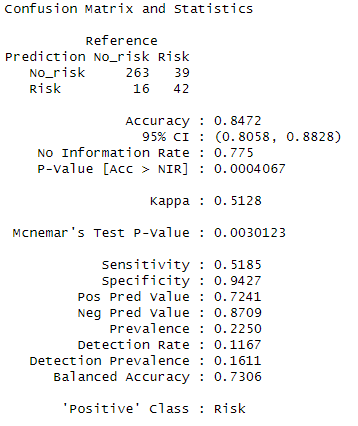 Confusion Matrix and Statistics
Reference
Prediction No_risk Risk
No_risk 263 39
Risk 16 42
Accuracy : 0.8472
95% CI : (0.8058, 0.8828)
No Information Rate : 0.775
P-Value [Acc > NIR] : 0.0004067
Kappa : 0.5128
Mcnemar's Test P-Value : 0.0030123
Sensitivity : 0.5185
Specificity : 0.9427
Pos Pred Value : 0.7241
Neg Pred Value : 0.8709
Prevalence : 0.2250
Detection Rate : 0.1167
Detection Prevalence : 0.1611
Balanced Accuracy : 0.7306
'Positive' Class : Risk